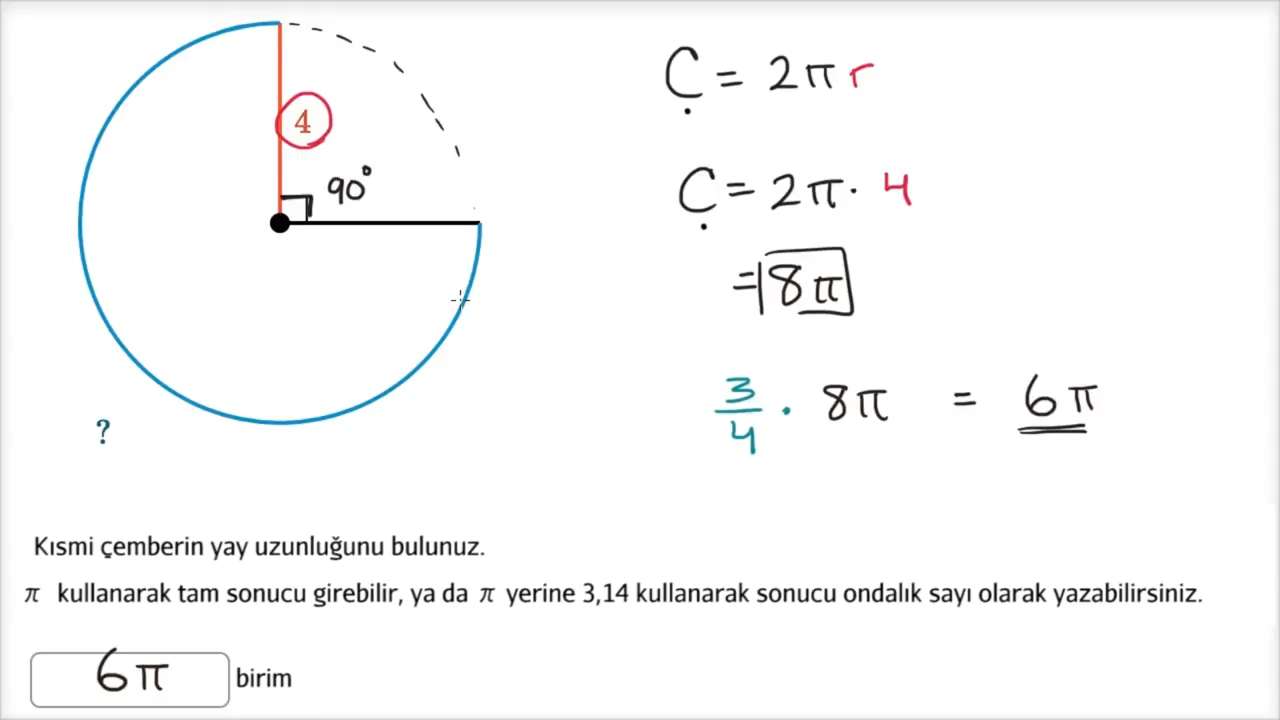 4
90°
?
Ç = 2πr
Ç = 2π · 4
= 8π
3/4 · 8π = 6π
Kısmi çemberin yay uzunluğunu bulunuz.
π kullanarak tam sonucu girebilir, ya da π yerine 3,14 kullanarak sonucu ondalık sayı olarak yazabilirsiniz.
6π birim